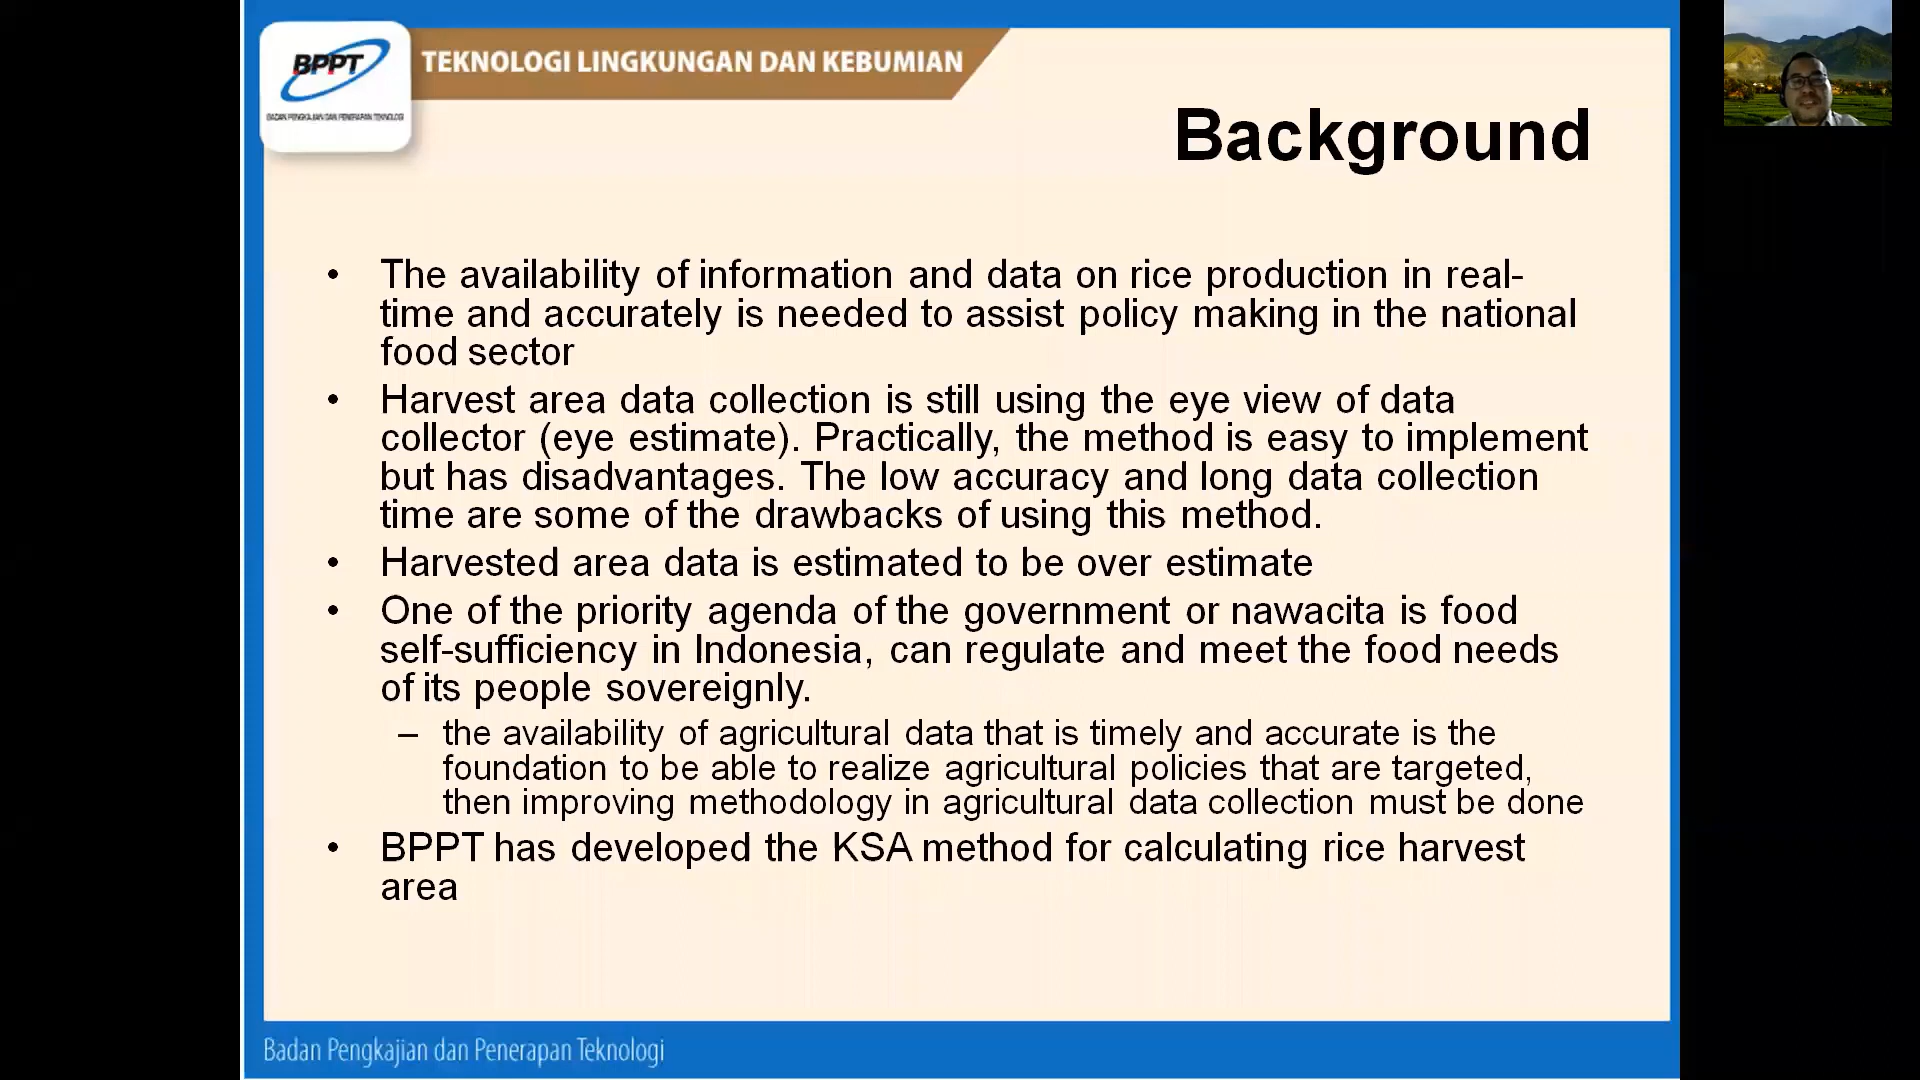 BPPT
BADAN PENGKAJIAN DAN PENERAPAN TEKNOLOGI
TEKNOLOGI LINGKUNGAN DAN KEBUMIAN
Background
• The availability of information and data on rice production in real-
time and accurately is needed to assist policy making in the national
food sector
• Harvest area data collection is still using the eye view of data
collector (eye estimate). Practically, the method is easy to implement
but has disadvantages. The low accuracy and long data collection
time are some of the drawbacks of using this method.
• Harvested area data is estimated to be over estimate
• One of the priority agenda of the government or nawacita is food
self-sufficiency in Indonesia, can regulate and meet the food needs
of its people sovereignly.
– the availability of agricultural data that is timely and accurate is the
foundation to be able to realize agricultural policies that are targeted,
then improving methodology in agricultural data collection must be done
• BPPT has developed the KSA method for calculating rice harvest
area
Badan Pengkajian dan Penerapan Teknologi